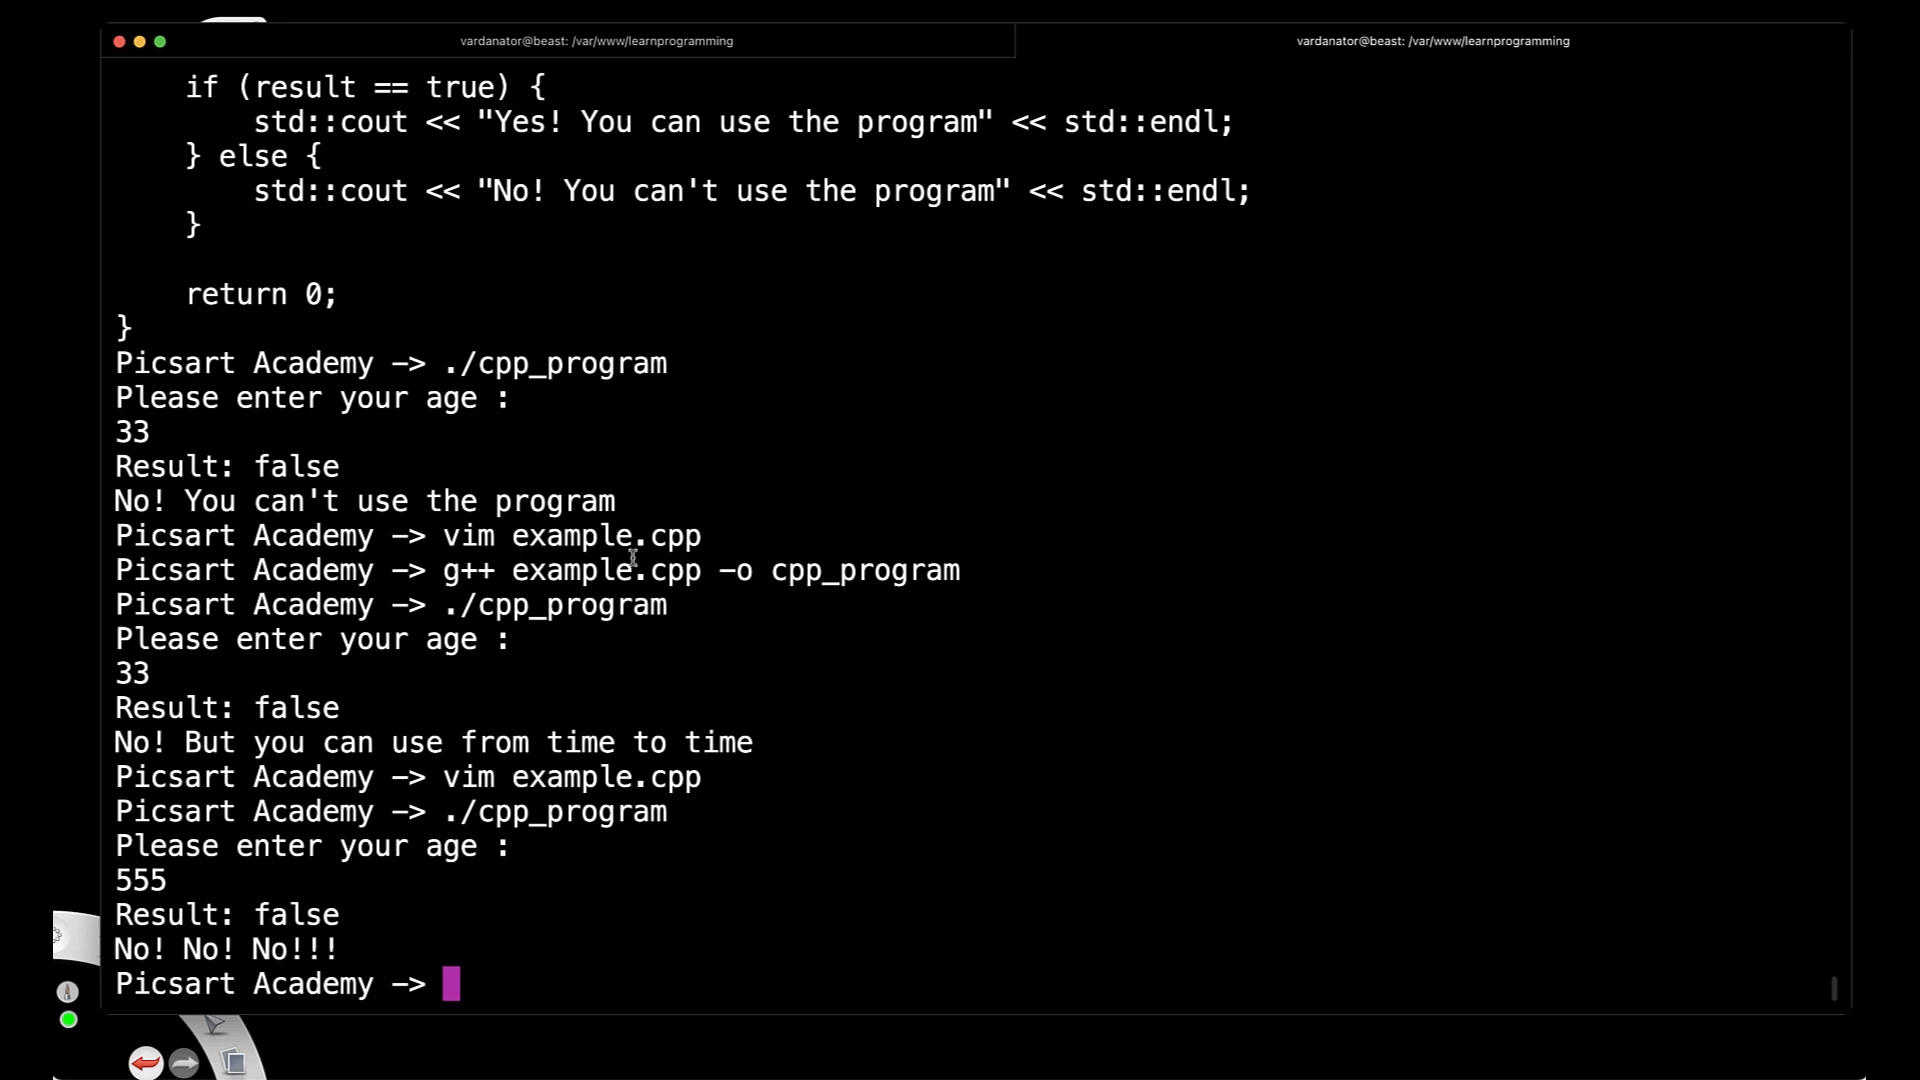 vardanator@beast: /var/www/learnprogramming
vardanator@beast: /var/www/learnprogramming
if (result == true) {
std::cout << "Yes! You can use the program" << std::endl;
} else {
std::cout << "No! You can't use the program" << std::endl;
}
return 0;
}
Picsart Academy -> ./cpp_program
Please enter your age :
33
Result: false
No! You can't use the program
Picsart Academy -> vim example.cpp
Picsart Academy -> g++ example.cpp -o cpp_program
Picsart Academy -> ./cpp_program
Please enter your age :
33
Result: false
No! But you can use from time to time
Picsart Academy -> vim example.cpp
Picsart Academy -> ./cpp_program
Please enter your age :
555
Result: false
No! No! No!!!
Picsart Academy ->